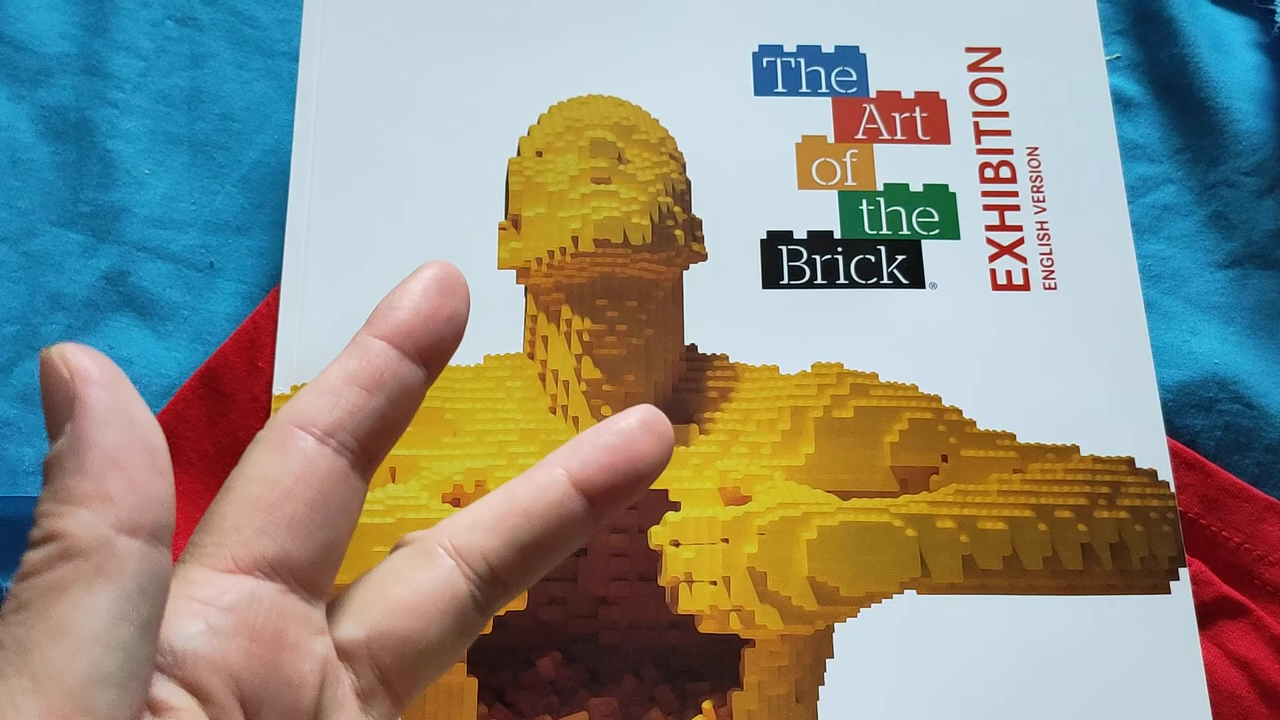 The
Art
of
the
Brick®
EXHIBITION
ENGLISH VERSION